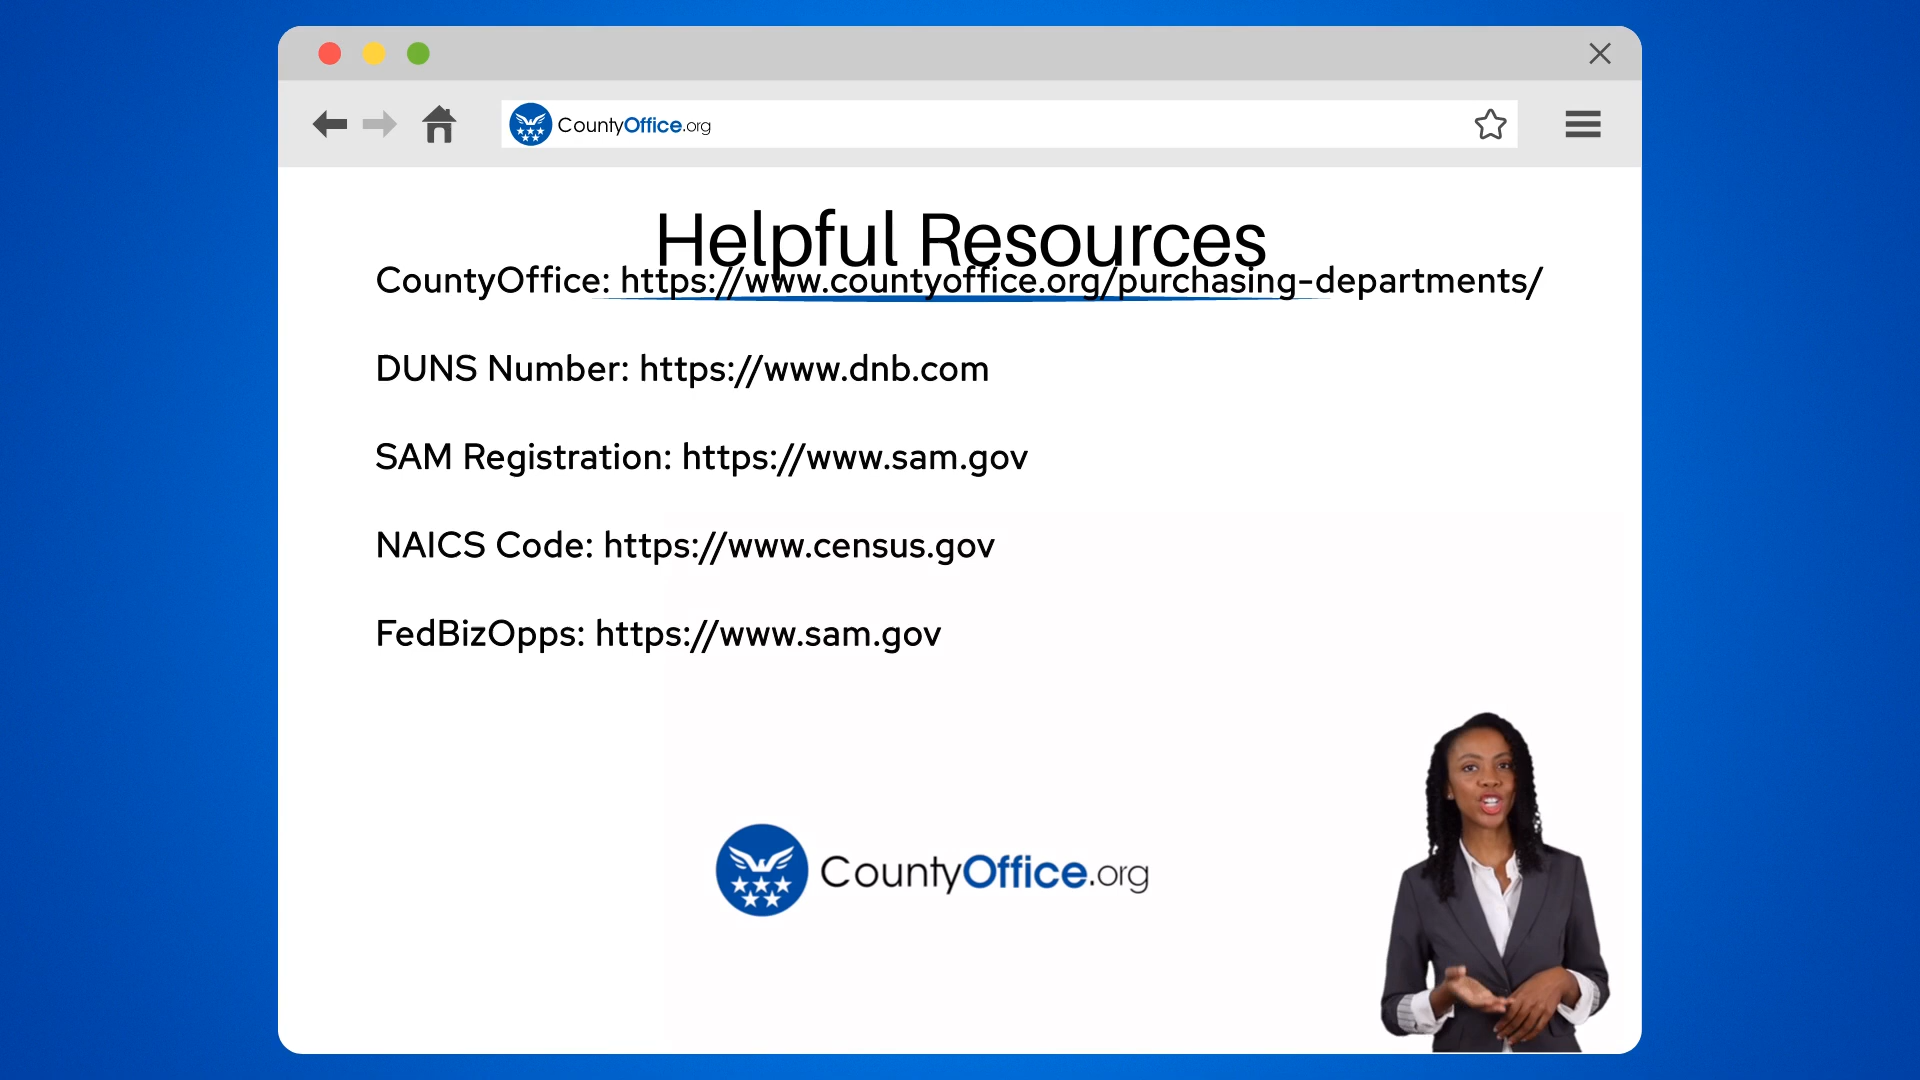 CountyOffice.org
Helpful Resources
CountyOffice: https://www.countyoffice.org/purchasing-departments/
DUNS Number: https://www.dnb.com
SAM Registration: https://www.sam.gov
NAICS Code: https://www.census.gov
FedBizOpps: https://www.sam.gov
CountyOffice.org